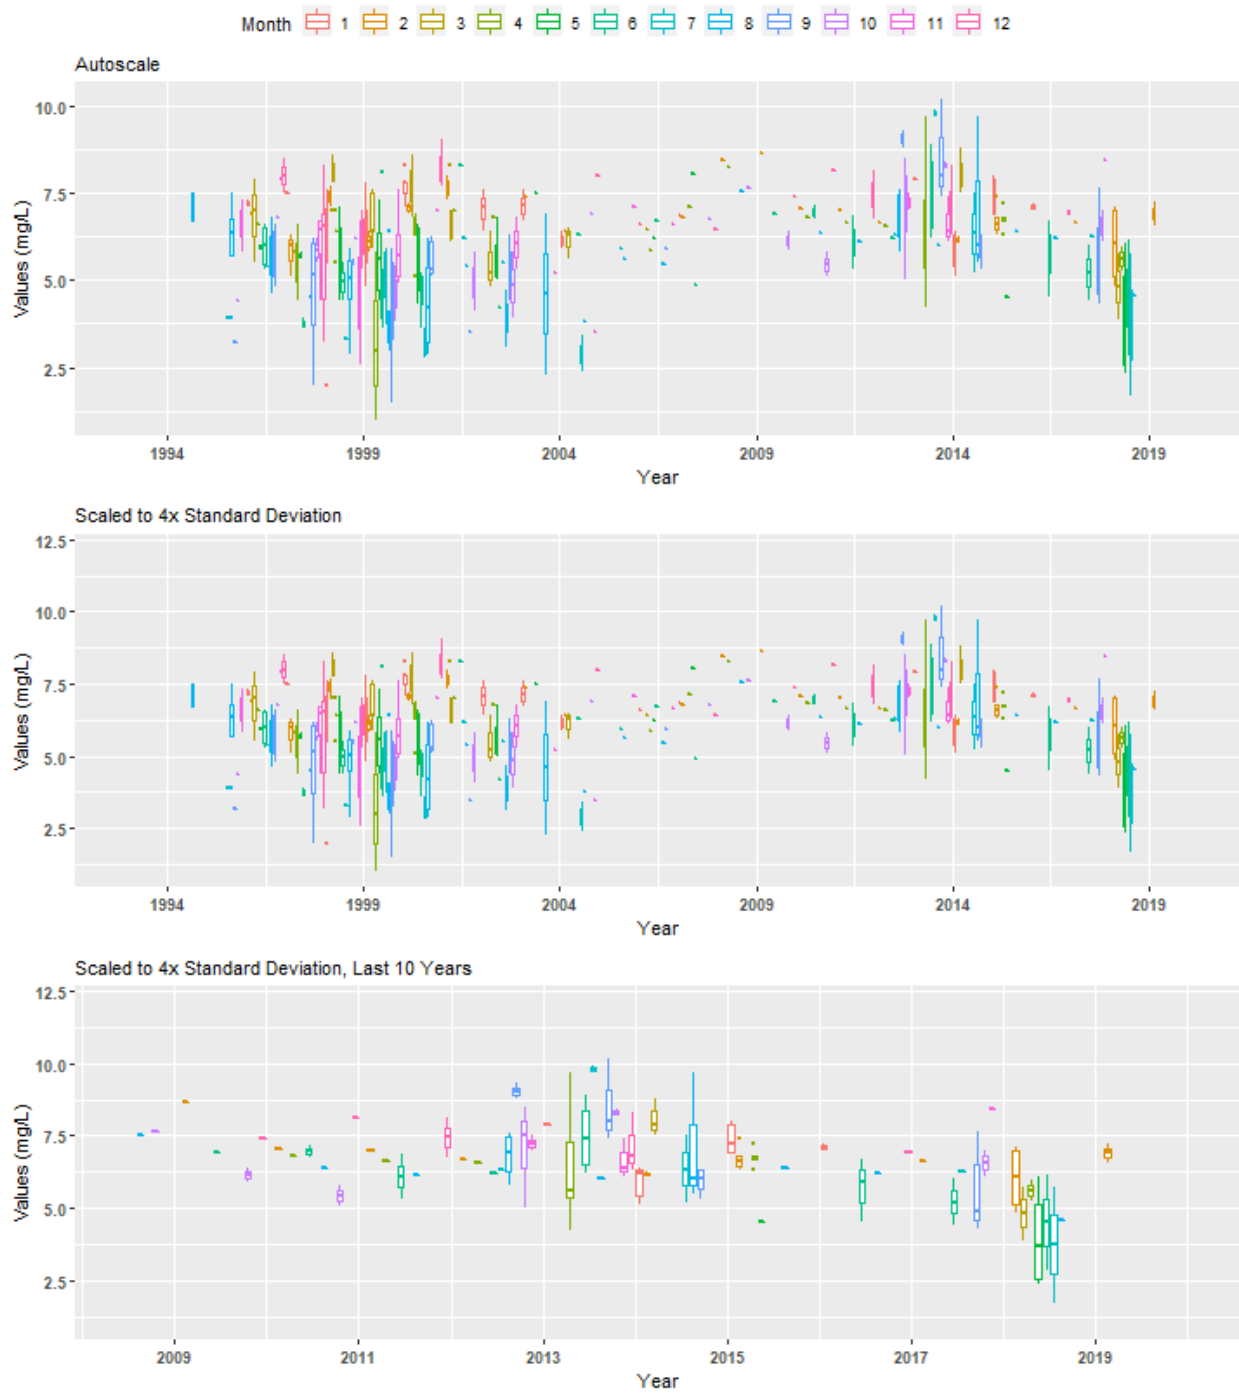 Month 1 2 3 4 5 6 7 8 9 10 11 12
Autoscale
10.0
7.5
5.0
2.5
Values (mg/L)
1994 1999 2004 2009 2014 2019
Year
Scaled to 4x Standard Deviation
12.5
10.0
7.5
5.0
2.5
Values (mg/L)
1994 1999 2004 2009 2014 2019
Year
Scaled to 4x Standard Deviation, Last 10 Years
12.5
10.0
7.5
5.0
2.5
Values (mg/L)
2009 2011 2013 2015 2017 2019
Year